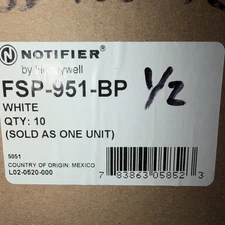 NOTIFIER®
by Honeywell
FSP-951-BP 1/2
WHITE
QTY: 10
(SOLD AS ONE UNIT)
5051
COUNTRY OF ORIGIN: MEXICO
L02-0520-000
7 83863 05852 3